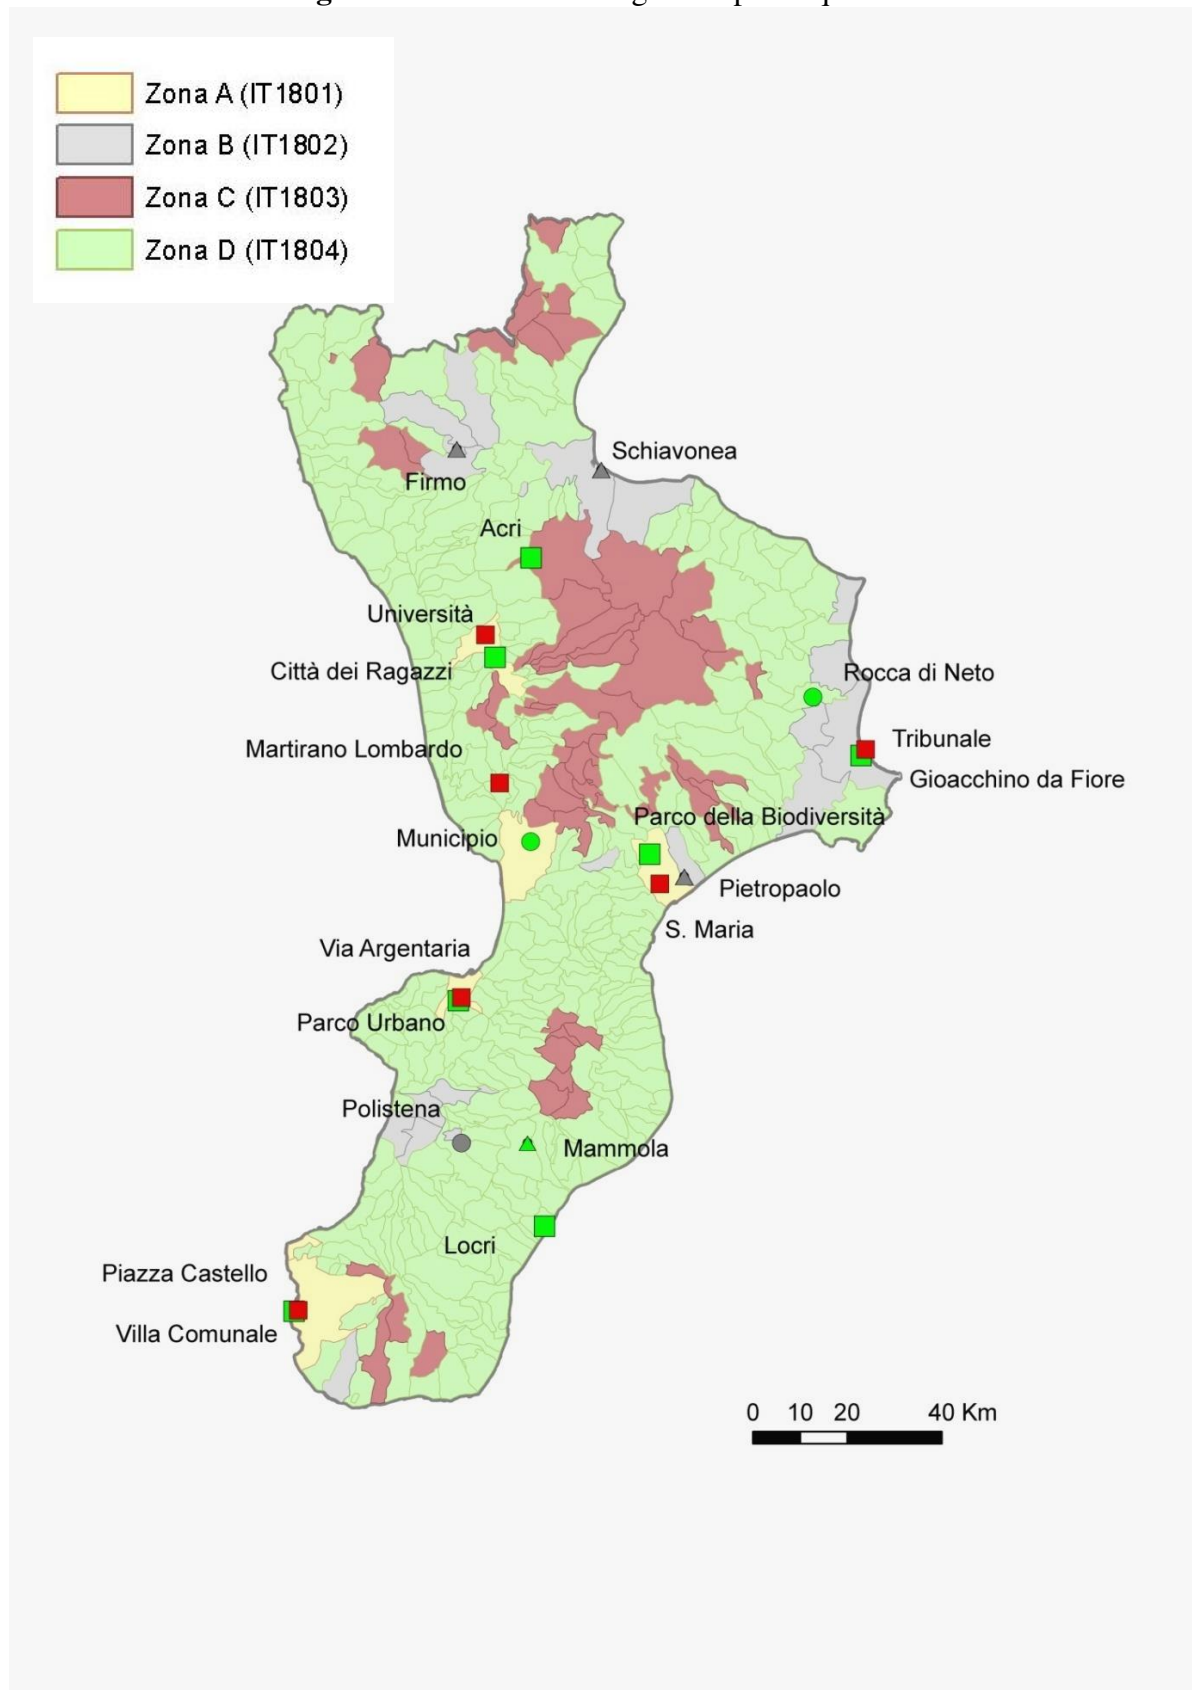 Zona A (IT1801)
Zona B (IT1802)
Zona C (IT1803)
Zona D (IT1804)
Schiavonea
Firmo
Acri
Università
Città dei Ragazzi
Rocca di Neto
Martirano Lombardo
Tribunale
Gioacchino da Fiore
Parco della Biodiversità
Municipio
Pietropaolo
S. Maria
Via Argentaria
Parco Urbano
Polistena
Mammola
Locri
Piazza Castello
Villa Comunale
0 10 20 40 Km